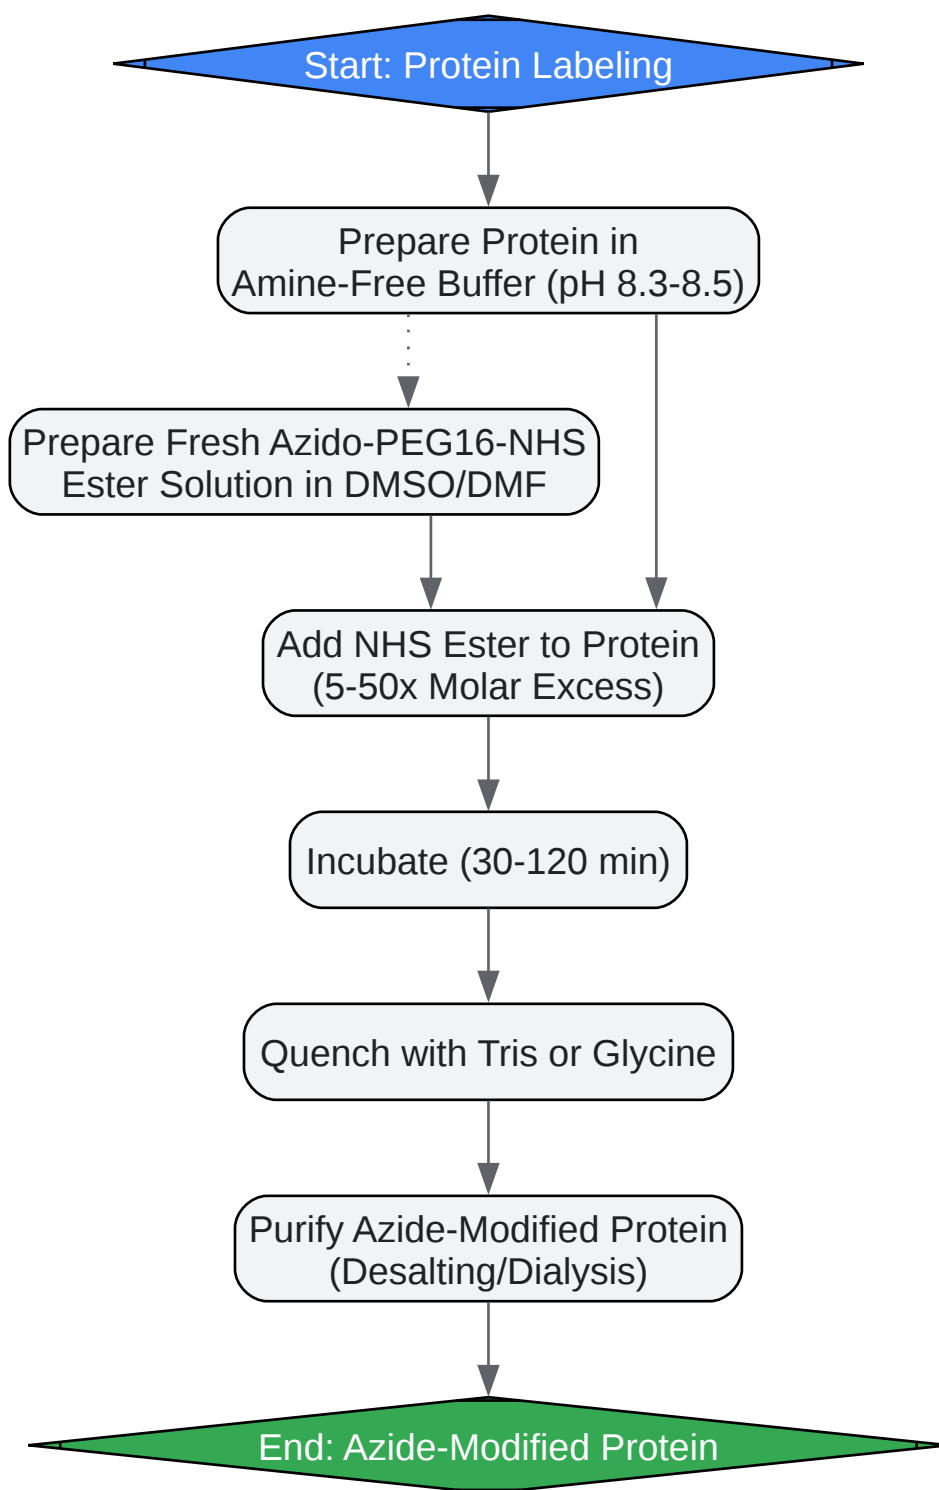 Start: Protein Labeling
Prepare Protein in
Amine-Free Buffer (pH 8.3-8.5)
Prepare Fresh Azido-PEG16-NHS
Ester Solution in DMSO/DMF
Add NHS Ester to Protein
(5-50x Molar Excess)
Incubate (30-120 min)
Quench with Tris or Glycine
Purify Azide-Modified Protein
(Desalting/Dialysis)
End: Azide-Modified Protein